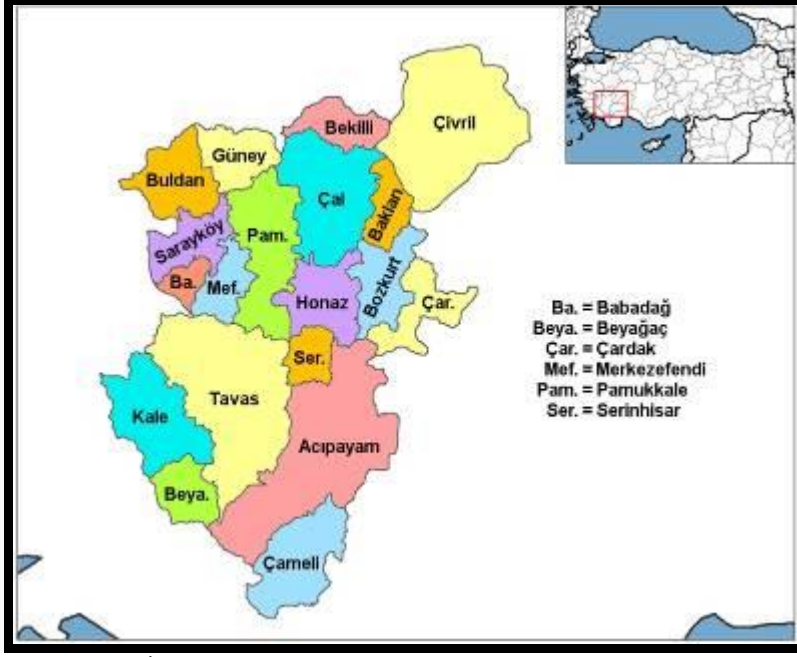 Çivril
Bekilli
Güney
Buldan
Çal
Baklan
Sarayköy
Pam.
Ba.
Mef.
Honaz
Bozkurt
Çar.
Ser.
Tavas
Kale
Acıpayam
Beya.
Çameli
Ba. = Babadağ
Beya. = Beyağaç
Çar. = Çardak
Mef. = Merkezefendi
Pam. = Pamukkale
Ser. = Serinhisar